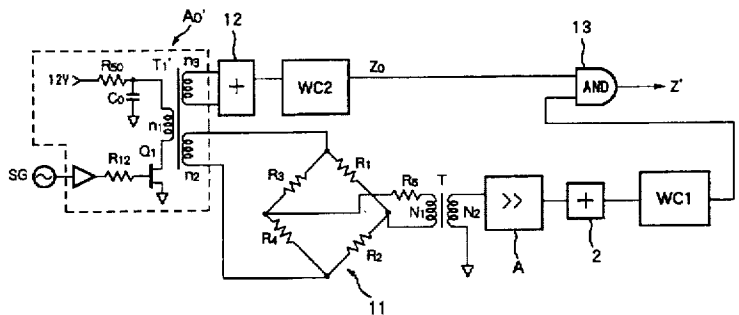 A0'
12
13
R50
T1'
n3
12V
C0
n1
+
WC2
Z0
AND
Z'
Q1
SG
R12
n2
R3
R1
R5
T
N1
N2
>>
+
WC1
R4
R2
A
2
11